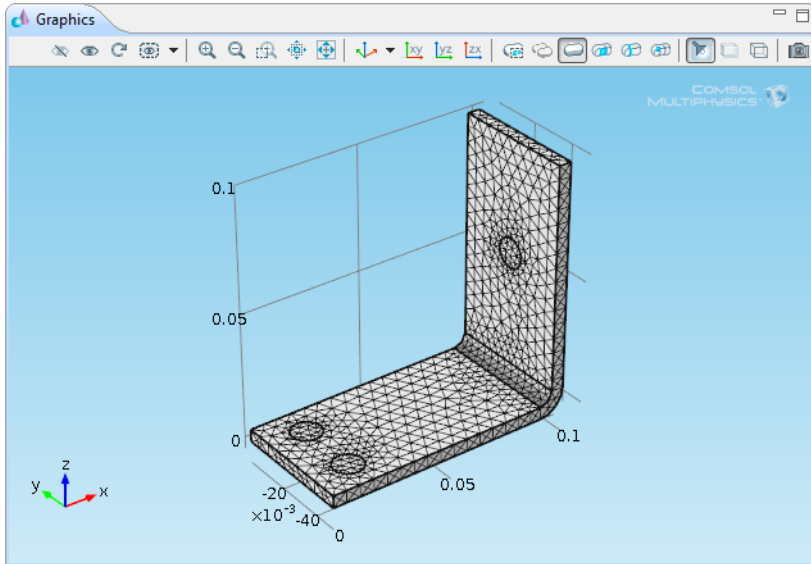 Graphics
xy yz zx
COMSOL
MULTIPHYSICS
0.1
0.05
0
-20
×10⁻³ -40
0
0.05
0.1
z
y
x